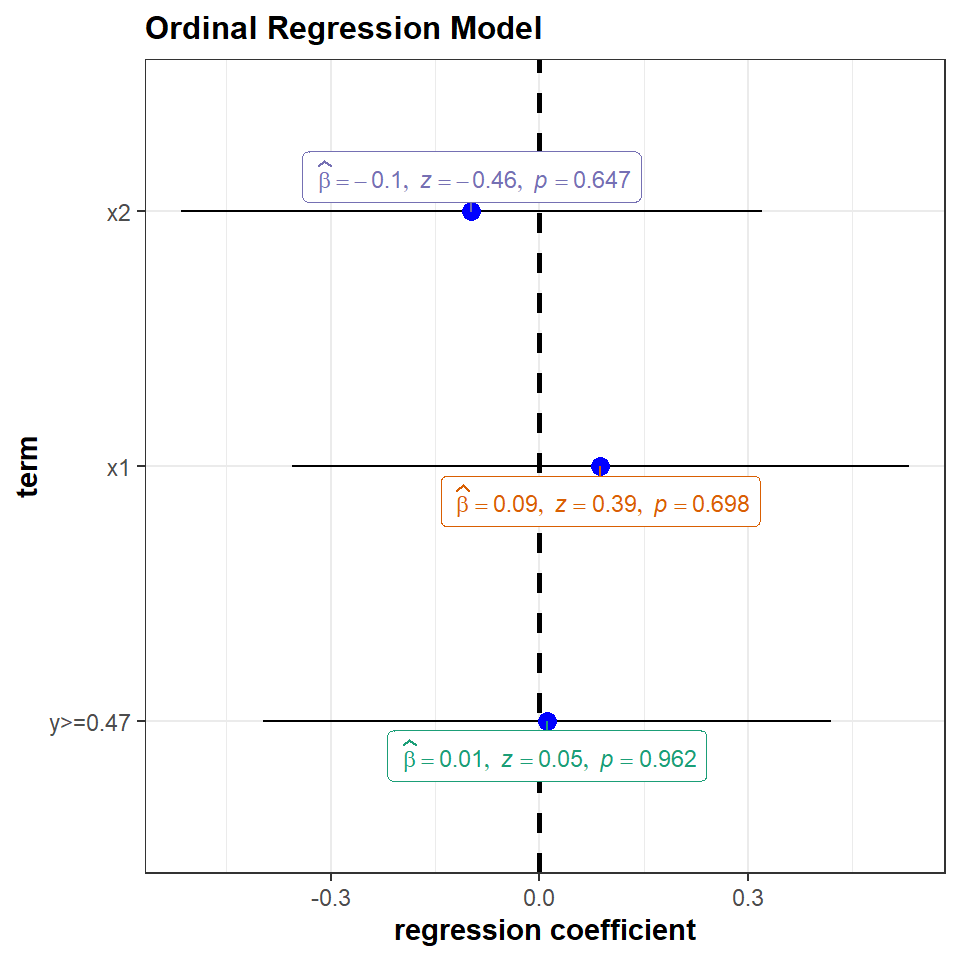 Ordinal Regression Model
β̂ = −0.1, z = −0.46, p = 0.647
x2
term
x1
β̂ = 0.09, z = 0.39, p = 0.698
y>=0.47
β̂ = 0.01, z = 0.05, p = 0.962
-0.3 0.0 0.3
regression coefficient